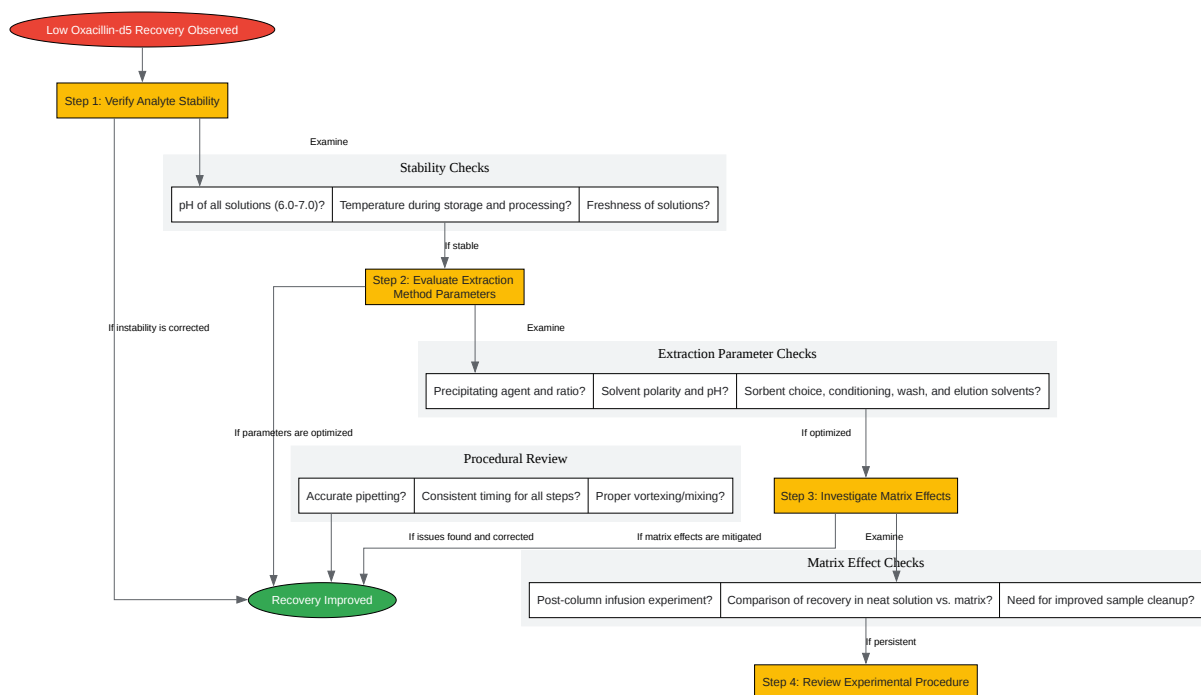 Low Oxacillin-d5 Recovery Observed
Step 1: Verify Analyte Stability
Examine
Stability Checks
pH of all solutions (6.0-7.0)?
Temperature during storage and processing?
Freshness of solutions?
If stable
Step 2: Evaluate Extraction
Method Parameters
If instability is corrected
Examine
Extraction Parameter Checks
Precipitating agent and ratio?
Solvent polarity and pH?
Sorbent choice, conditioning, wash, and elution solvents?
If parameters are optimized
If optimized
Procedural Review
Accurate pipetting?
Consistent timing for all steps?
Proper vortexing/mixing?
Step 3: Investigate Matrix Effects
If issues found and corrected
If matrix effects are mitigated
Examine
Matrix Effect Checks
Recovery Improved
Post-column infusion experiment?
Comparison of recovery in neat solution vs. matrix?
Need for improved sample cleanup?
If persistent
Step 4: Review Experimental Procedure